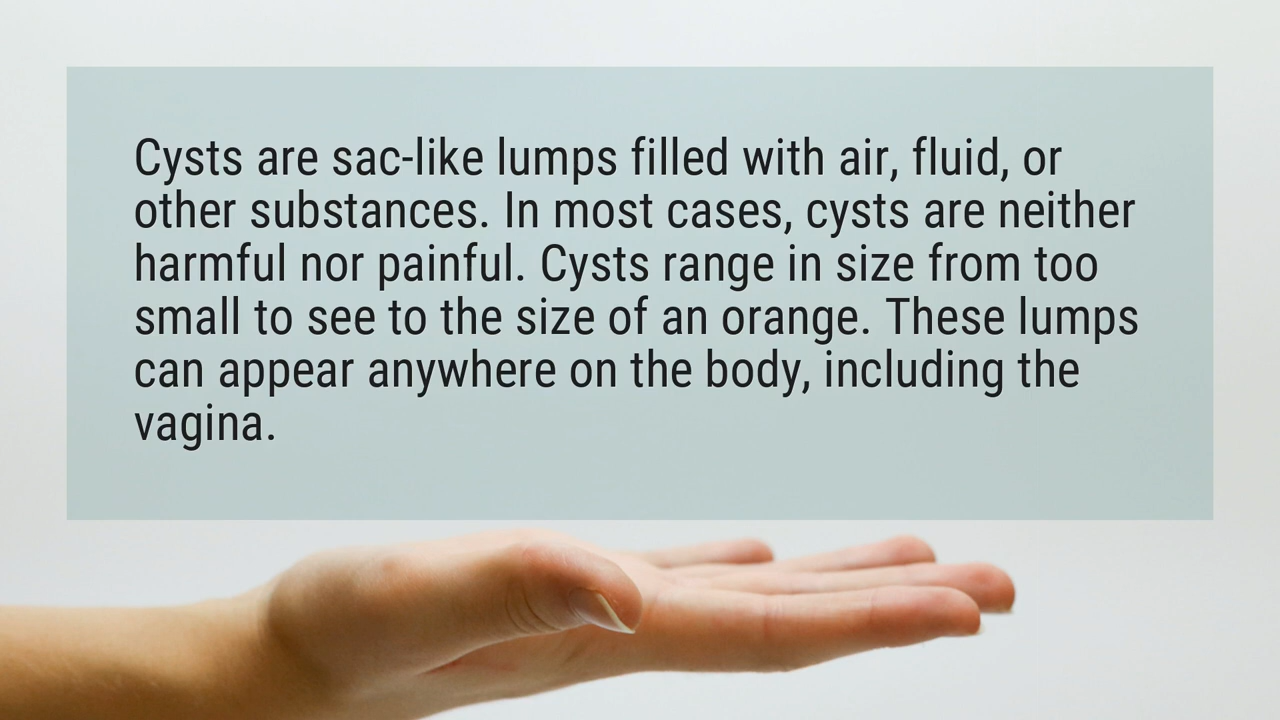 Cysts are sac-like lumps filled with air, fluid, or
other substances. In most cases, cysts are neither
harmful nor painful. Cysts range in size from too
small to see to the size of an orange. These lumps
can appear anywhere on the body, including the
vagina.